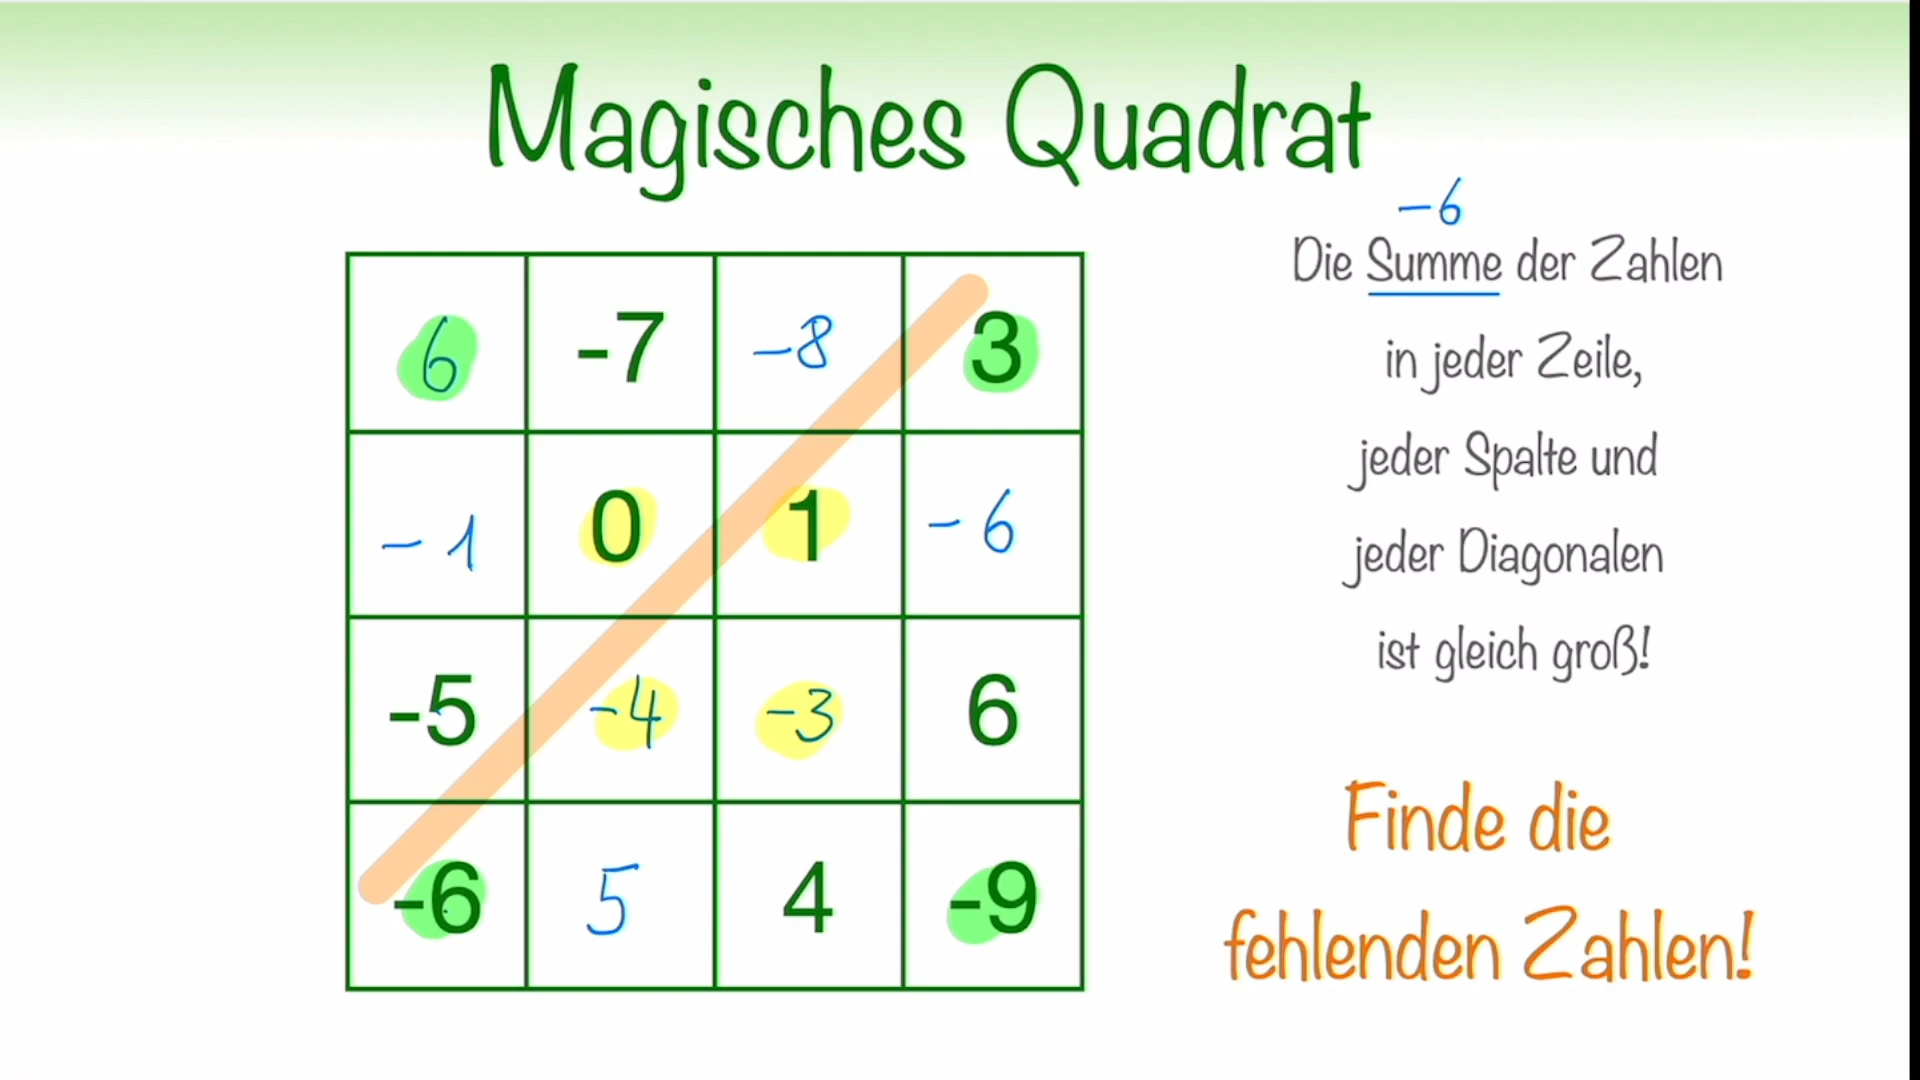 Magisches Quadrat
-6
Die Summe der Zahlen
in jeder Zeile,
jeder Spalte und
jeder Diagonalen
ist gleich groß!
6 -7 -8 3
-1 0 1 -6
-5 -4 -3 6
-6 5 4 -9
Finde die
fehlenden Zahlen!